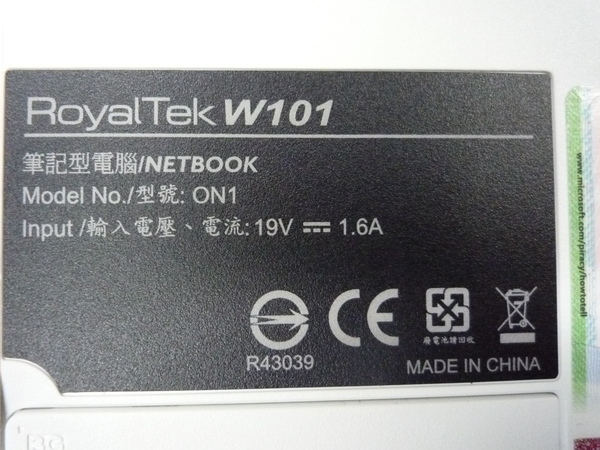 RoyalTek W101
筆記型電腦/NETBOOK
Model No./型號: ON1
Input /輸入電壓、電流: 19V ⎓ 1.6A
CE
廢電池請回收
R43039
MADE IN CHINA
www.microsoft.com/piracy/howtotell
3G